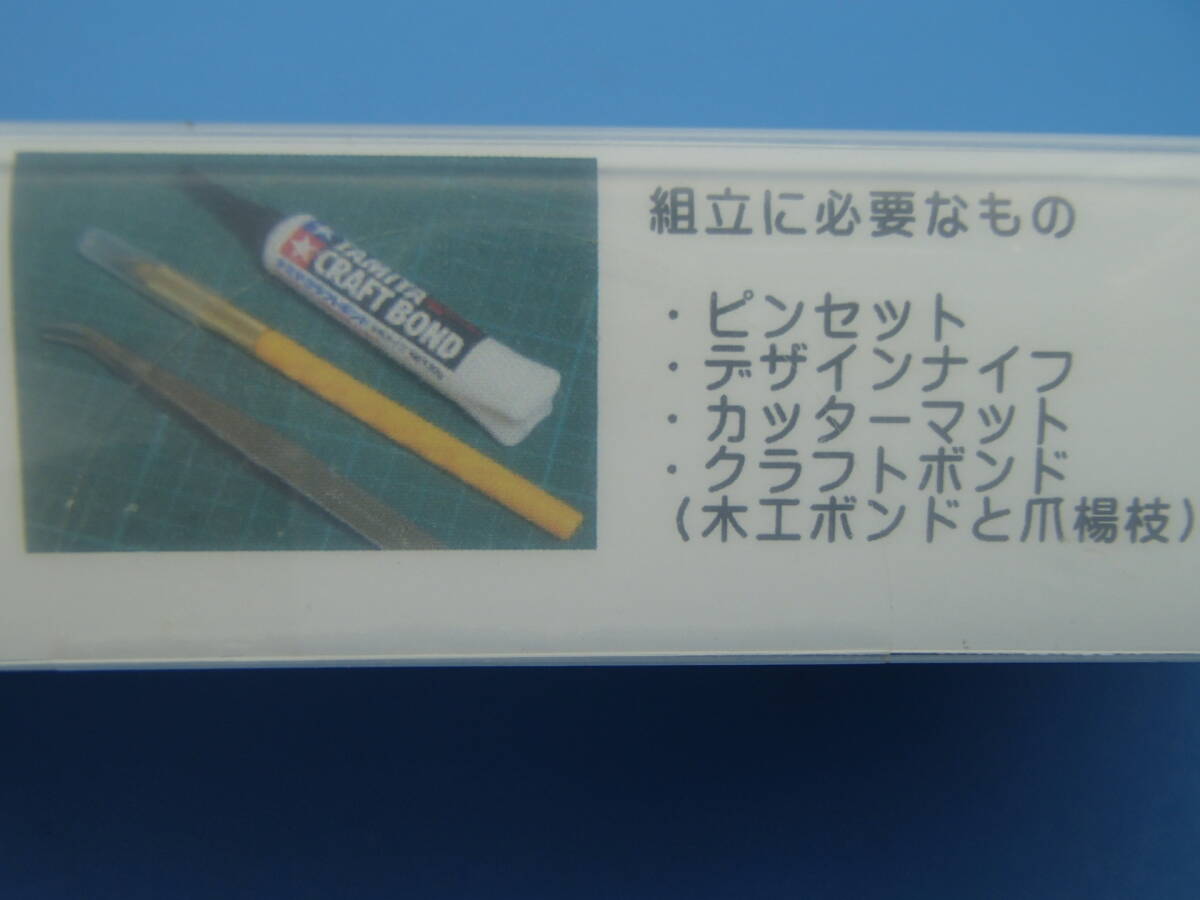 TAMIYA
CRAFT BOND
組立に必要なもの
・ピンセット
・デザインナイフ
・カッターマット
・クラフトボンド
(木工ボンドと爪楊枝)